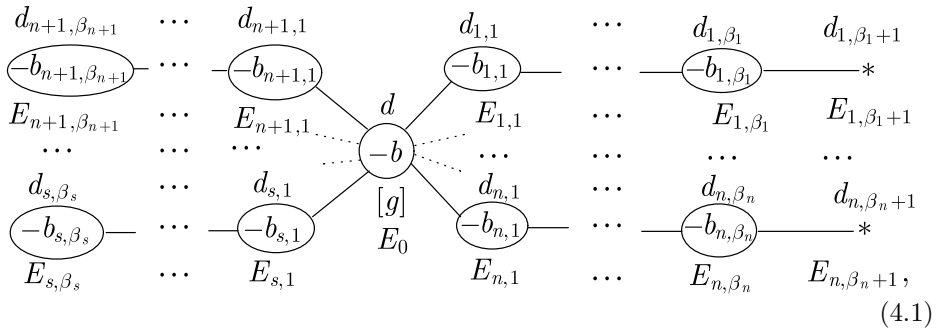 d_{n+1,β_{n+1}} ⋯ d_{n+1,1} d_{1,1} ⋯ d_{1,β_1} d_{1,β_1+1}
−b_{n+1,β_{n+1}} ⋯ −b_{n+1,1} −b_{1,1} ⋯ −b_{1,β_1} *
E_{n+1,β_{n+1}} ⋯ E_{n+1,1} d E_{1,1} ⋯ E_{1,β_1} E_{1,β_1+1}
⋯ ⋯ ⋯ −b ⋯ ⋯ ⋯ ⋯
d_{s,β_s} ⋯ d_{s,1} [g] d_{n,1} ⋯ d_{n,β_n} d_{n,β_n+1}
−b_{s,β_s} ⋯ −b_{s,1} E_0 −b_{n,1} ⋯ −b_{n,β_n} *
E_{s,β_s} ⋯ E_{s,1} E_{n,1} ⋯ E_{n,β_n} E_{n,β_n+1},
(4.1)